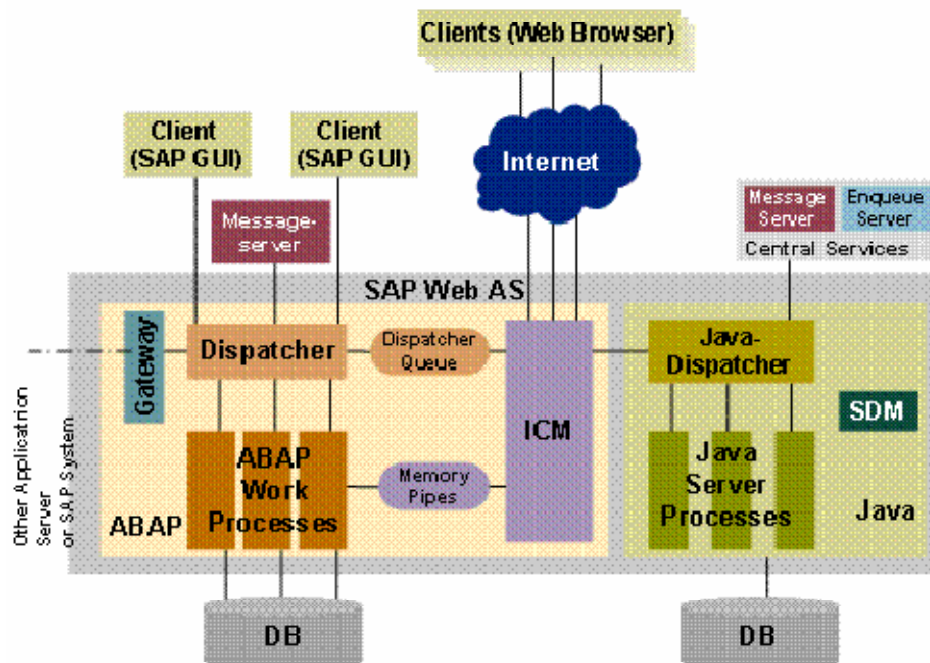 Clients (Web Browser)
Client
(SAP GUI)
Client
(SAP GUI)
Internet
Message-
server
Message
Server
Enqueue
Server
Central Services
SAP Web AS
Gateway
Dispatcher
Dispatcher
Queue
Java-
Dispatcher
SDM
ICM
ABAP
Work
Processes
Memory
Pipes
Java
Server
Processes
ABAP
Java
Other Application
Server
or SAP System
DB
DB